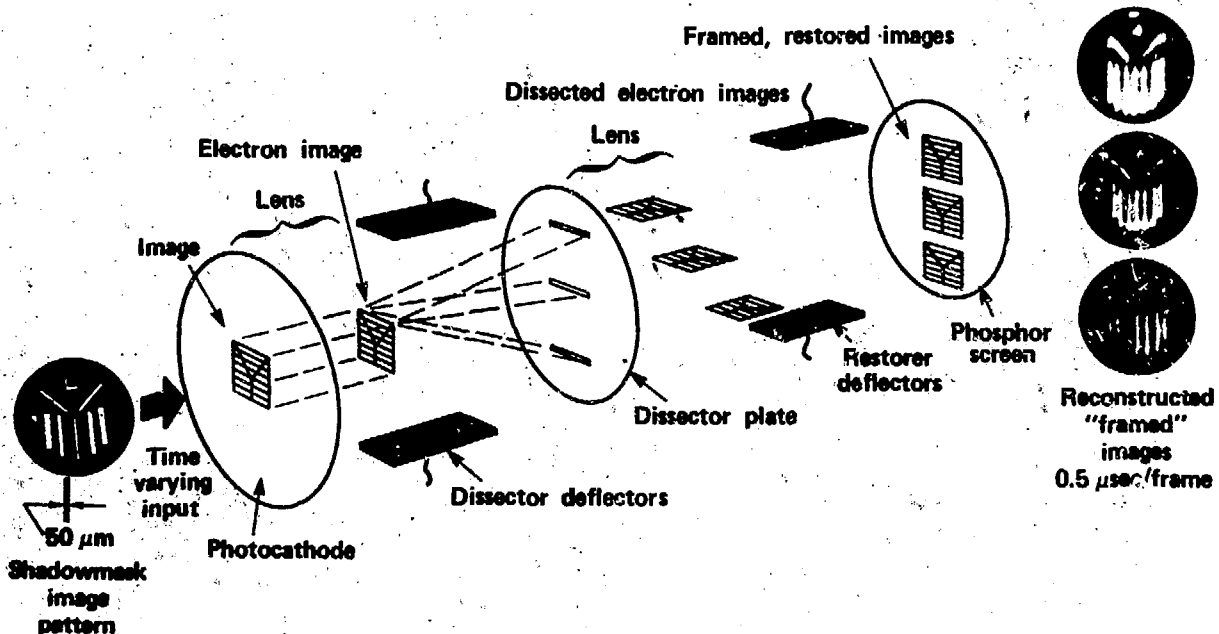 Framed, restored images
Dissected electron images
Lens
Electron image
Lens
Image
Phosphor
screen
Restorer
deflectors
Dissector plate
Reconstructed
"framed"
images
0.5 μsec/frame
Time
varying
input
Dissector deflectors
Photocathode
50 μm
Shadowmask
image
pattern